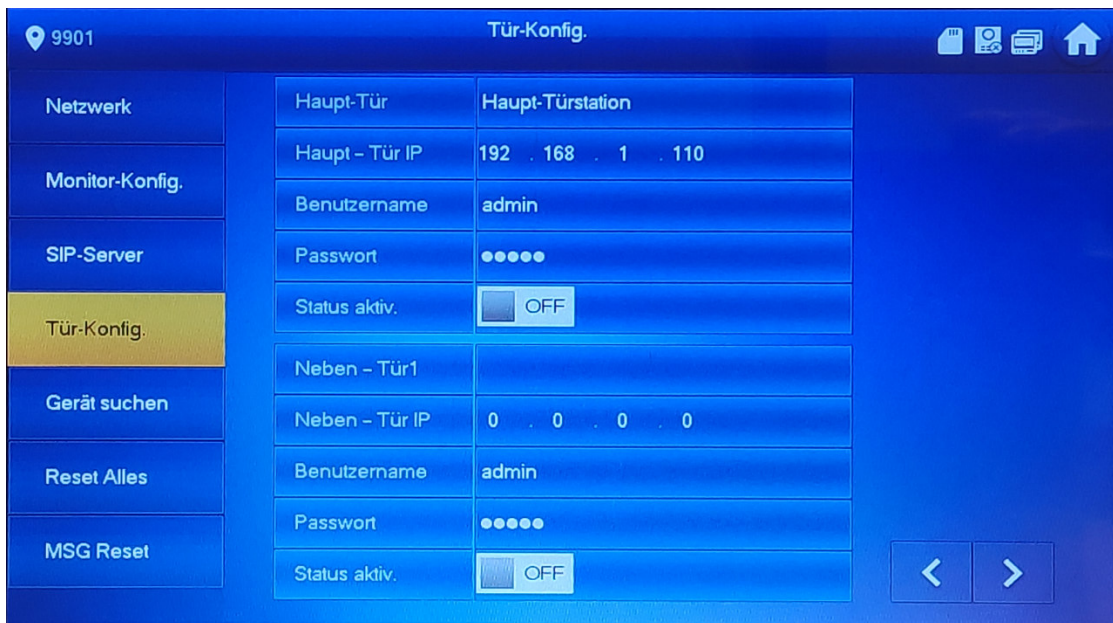 9901
Tür-Konfig.
Netzwerk
Monitor-Konfig.
SIP-Server
Tür-Konfig.
Gerät suchen
Reset Alles
MSG Reset
Haupt-Tür Haupt-Türstation
Haupt – Tür IP 192 . 168 . 1 . 110
Benutzername admin
Passwort ●●●●●
Status aktiv. OFF
Neben – Tür1
Neben – Tür IP 0 . 0 . 0 . 0
Benutzername admin
Passwort ●●●●●
Status aktiv. OFF